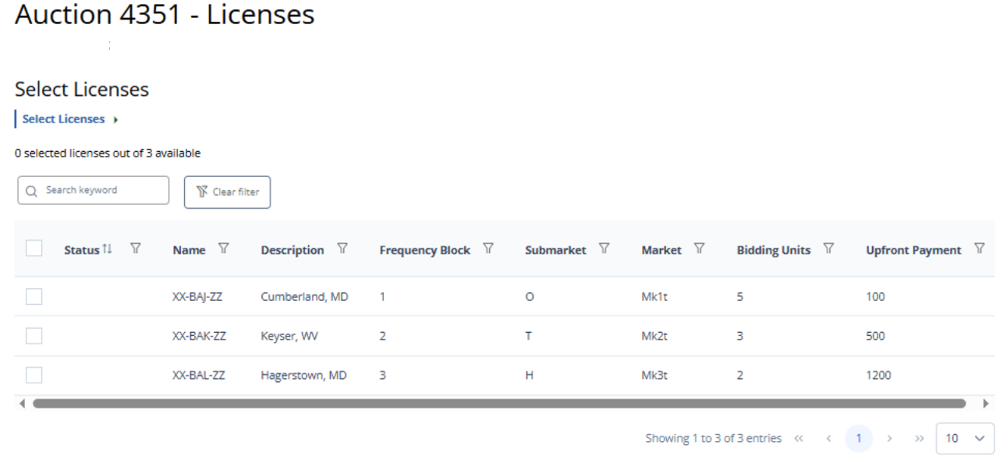 Auction 4351 - Licenses
Select Licenses
Select Licenses
0 selected licenses out of 3 available
Search keyword Clear filter
Status Name Description Frequency Block Submarket Market Bidding Units Upfront Payment
XX-BAJ-ZZ Cumberland, MD 1 O Mk1t 5 100
XX-BAK-ZZ Keyser, WV 2 T Mk2t 3 500
XX-BAL-ZZ Hagerstown, MD 3 H Mk3t 2 1200
Showing 1 to 3 of 3 entries « ‹ 1 › » 10